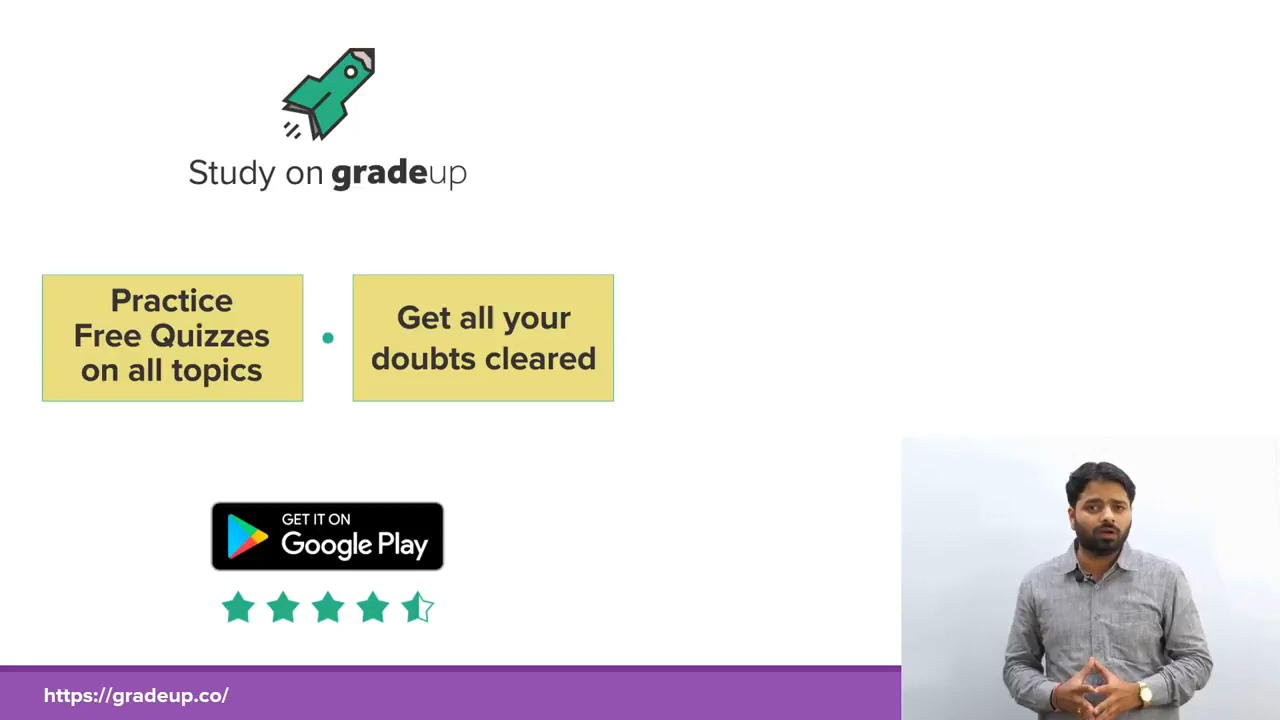 Study on gradeup
Practice
Free Quizzes
on all topics
Get all your
doubts cleared
GET IT ON
Google Play
https://gradeup.co/